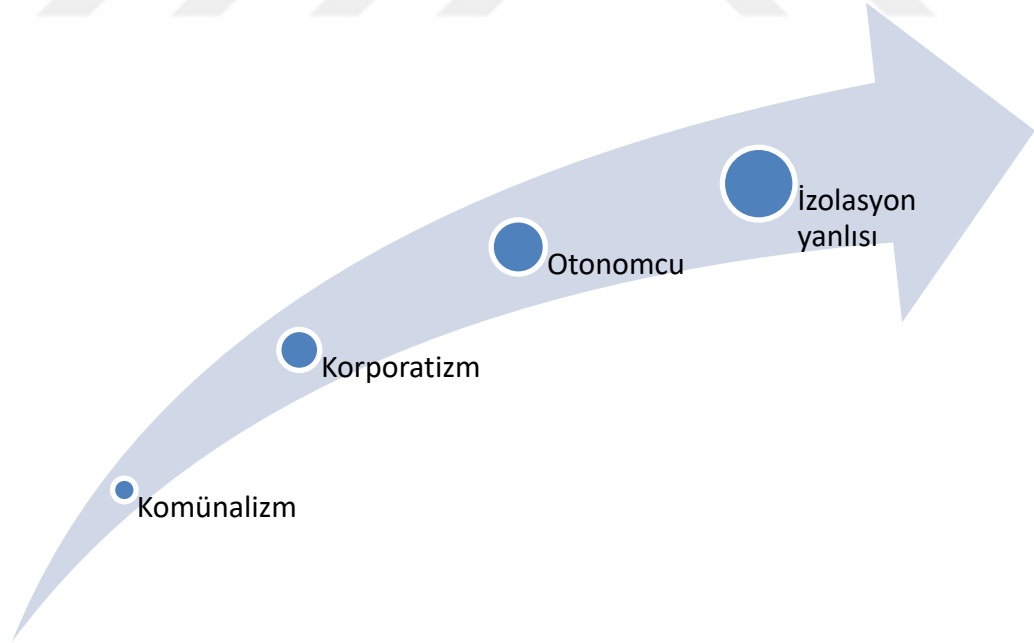 İzolasyon
yanlısı
Otonomcu
Korporatizm
Komünalizm